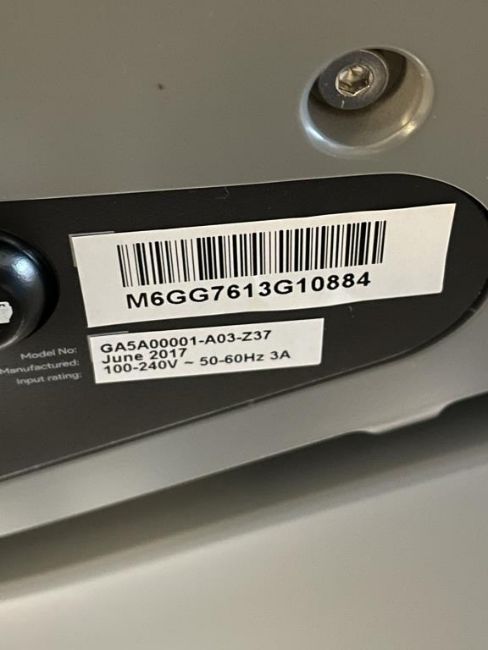 M6GG7613G10884
Model No: GA5A00001-A03-Z37
Manufactured: June 2017
Input rating: 100-240V ~ 50-60Hz 3A